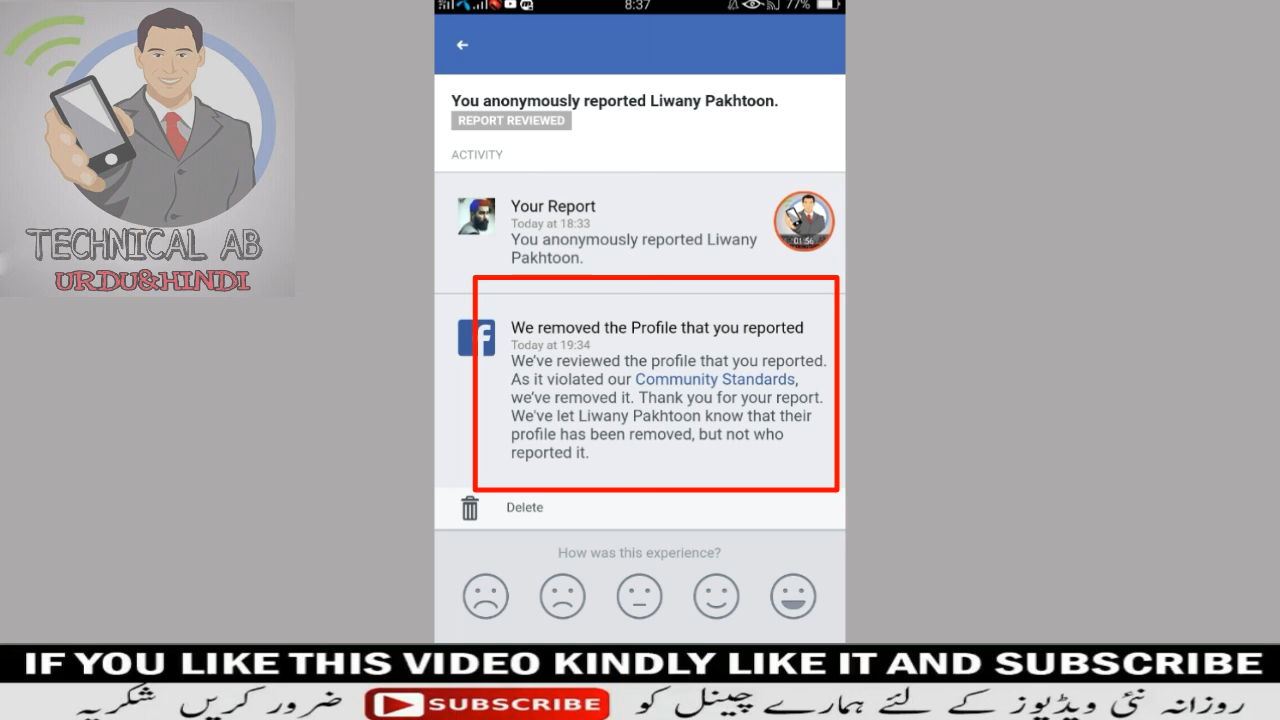 8:37
77%
You anonymously reported Liwany Pakhtoon.
REPORT REVIEWED
ACTIVITY
Your Report
Today at 18:33
You anonymously reported Liwany
Pakhtoon.
01:56
We removed the Profile that you reported
Today at 19:34
We've reviewed the profile that you reported.
As it violated our Community Standards,
we've removed it. Thank you for your report.
We've let Liwany Pakhtoon know that their
profile has been removed, but not who
reported it.
Delete
How was this experience?
TECHNICAL AB
URDU&HINDI
IF YOU LIKE THIS VIDEO KINDLY LIKE IT AND SUBSCRIBE
روزانہ نئی ویڈیوز کے لئے ہمارے چینل کو SUBSCRIBE ضرور کریں شکریہ